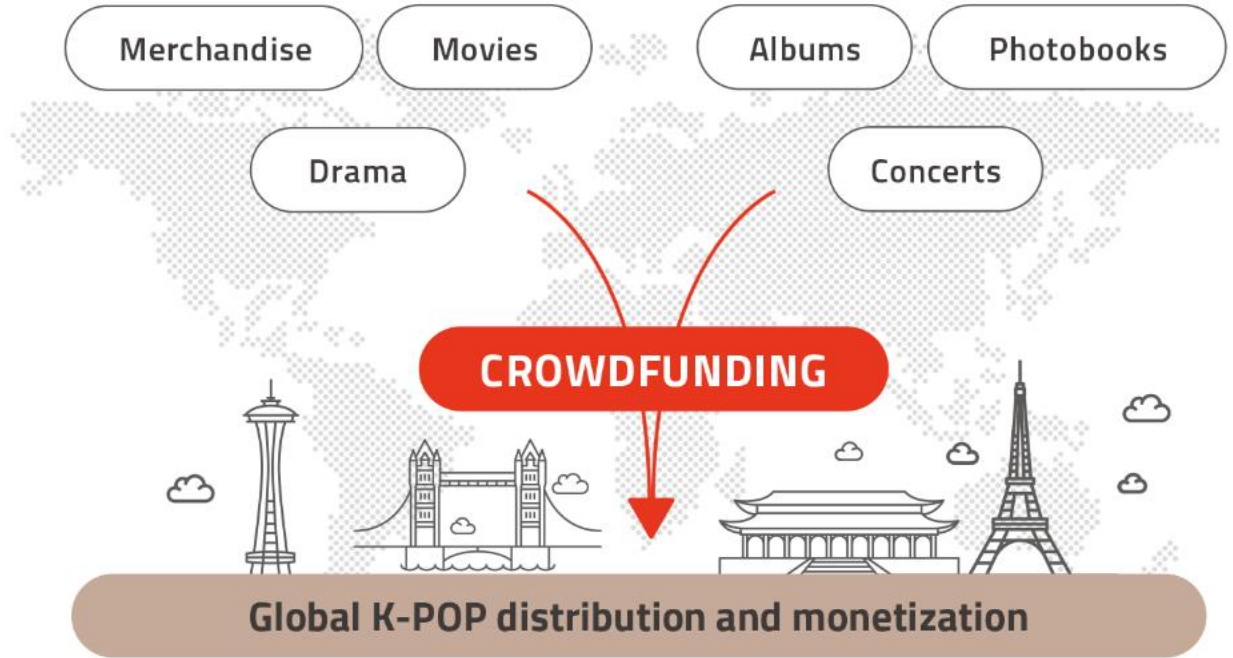 Merchandise
Movies
Albums
Photobooks
Drama
Concerts
CROWDFUNDING
Global K-POP distribution and monetization